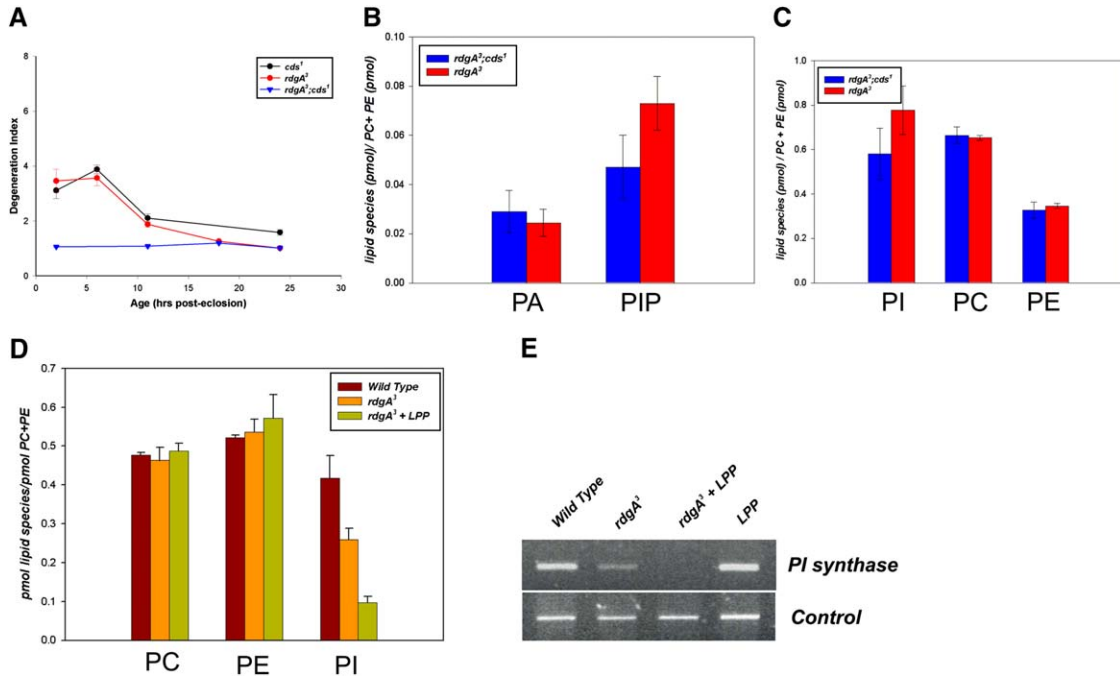 A
8
6
4
2
0
0 5 10 15 20 25 30
Degeneration Index
Age (hrs post-eclosion)
cds¹
rdgA³
rdgA³;cds¹
B
0.10
0.08
0.06
0.04
0.02
0.00
lipid species (pmol)/ PC+ PE (pmol)
rdgA³;cds¹
rdgA³
PA PIP
C
1.0
0.8
0.6
0.4
0.2
0.0
lipid species (pmol) / PC + PE (pmol)
rdgA³;cds¹
rdgA³
PI PC PE
D
0.7
0.6
0.5
0.4
0.3
0.2
0.1
0.0
pmol lipid species/pmol PC+PE
Wild Type
rdgA³
rdgA³ + LPP
PC PE PI
E
Wild Type
rdgA³
rdgA³ + LPP
LPP
PI synthase
Control